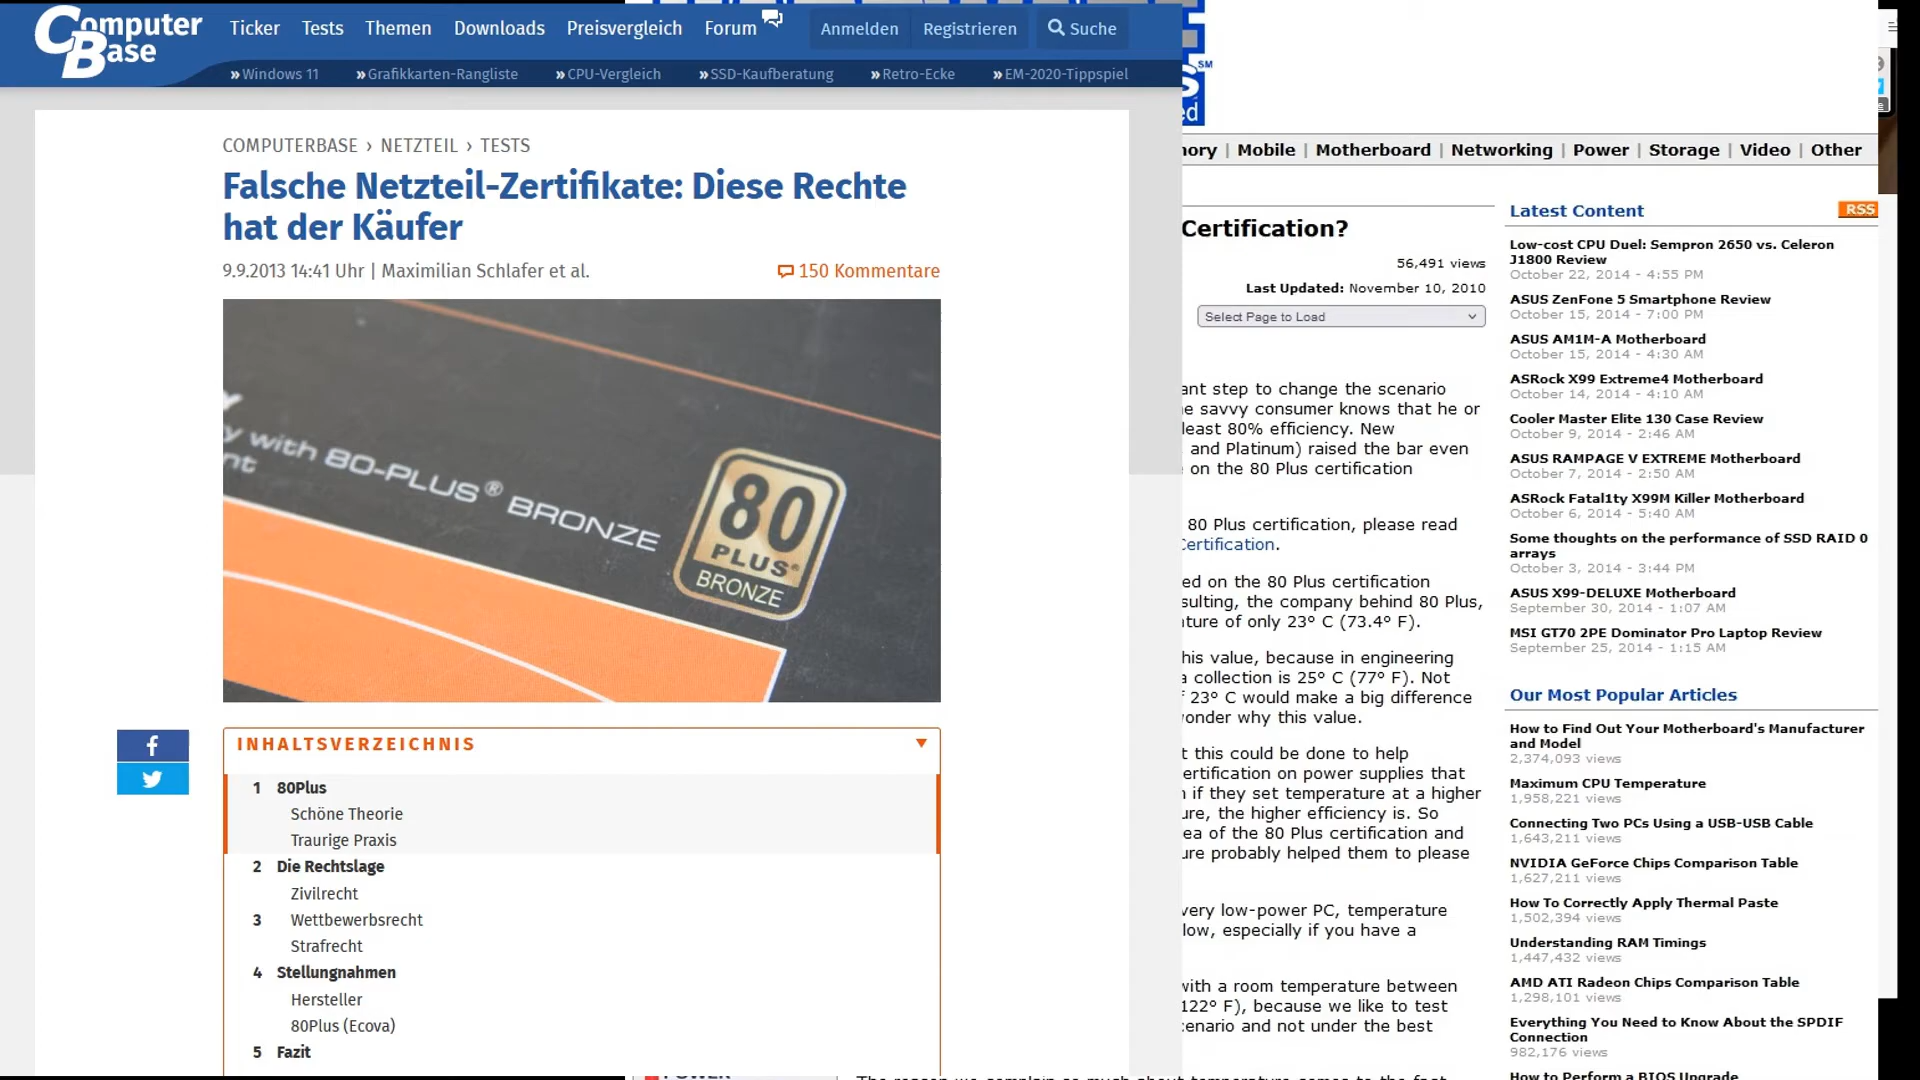 Computer Base
Ticker Tests Themen Downloads Preisvergleich Forum Anmelden Registrieren Suche
»Windows 11 »Grafikkarten-Rangliste »CPU-Vergleich »SSD-Kaufberatung »Retro-Ecke »EM-2020-Tippspiel
COMPUTERBASE › NETZTEIL › TESTS
Falsche Netzteil-Zertifikate: Diese Rechte
hat der Käufer
9.9.2013 14:41 Uhr | Maximilian Schlafer et al.
150 Kommentare
with 80-PLUS® BRONZE
80
PLUS®
BRONZE
INHALTSVERZEICHNIS
1 80Plus
Schöne Theorie
Traurige Praxis
2 Die Rechtslage
Zivilrecht
3 Wettbewerbsrecht
Strafrecht
4 Stellungnahmen
Hersteller
80Plus (Ecova)
5 Fazit
SM
ed
ory | Mobile | Motherboard | Networking | Power | Storage | Video | Other
Certification?
56,491 views
Last Updated: November 10, 2010
Select Page to Load
ant step to change the scenario
e savvy consumer knows that he or
least 80% efficiency. New
and Platinum) raised the bar even
on the 80 Plus certification
80 Plus certification, please read
Certification.
ed on the 80 Plus certification
sulting, the company behind 80 Plus,
ture of only 23° C (73.4° F).
his value, because in engineering
a collection is 25° C (77° F). Not
f 23° C would make a big difference
wonder why this value.
t this could be done to help
ertification on power supplies that
n if they set temperature at a higher
ure, the higher efficiency is. So
ea of the 80 Plus certification and
ure probably helped them to please
very low-power PC, temperature
low, especially if you have a
with a room temperature between
122° F), because we like to test
cenario and not under the best
Latest Content RSS
Low-cost CPU Duel: Sempron 2650 vs. Celeron
J1800 Review
October 22, 2014 - 4:55 PM
ASUS ZenFone 5 Smartphone Review
October 15, 2014 - 7:00 PM
ASUS AM1M-A Motherboard
October 15, 2014 - 4:30 AM
ASRock X99 Extreme4 Motherboard
October 14, 2014 - 4:10 AM
Cooler Master Elite 130 Case Review
October 9, 2014 - 2:46 AM
ASUS RAMPAGE V EXTREME Motherboard
October 7, 2014 - 2:50 AM
ASRock Fatal1ty X99M Killer Motherboard
October 6, 2014 - 5:40 AM
Some thoughts on the performance of SSD RAID 0
arrays
October 3, 2014 - 3:44 PM
ASUS X99-DELUXE Motherboard
September 30, 2014 - 1:07 AM
MSI GT70 2PE Dominator Pro Laptop Review
September 25, 2014 - 1:15 AM
Our Most Popular Articles
How to Find Out Your Motherboard's Manufacturer
and Model
2,374,093 views
Maximum CPU Temperature
1,958,221 views
Connecting Two PCs Using a USB-USB Cable
1,643,211 views
NVIDIA GeForce Chips Comparison Table
1,627,211 views
How To Correctly Apply Thermal Paste
1,502,394 views
Understanding RAM Timings
1,447,432 views
AMD ATI Radeon Chips Comparison Table
1,298,101 views
Everything You Need to Know About the SPDIF
Connection
982,176 views
How to Perform a BIOS Upgrade